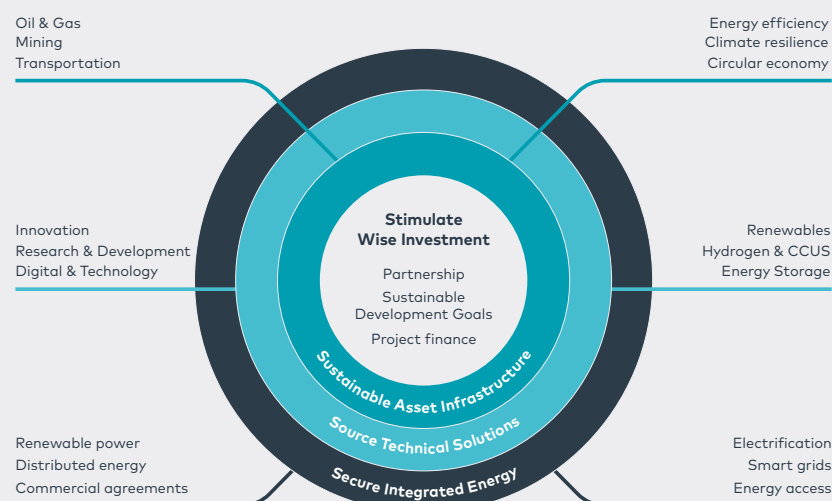 Oil & Gas
Mining
Transportation
Energy efficiency
Climate resilience
Circular economy
Innovation
Research & Development
Digital & Technology
Stimulate
Wise Investment
Partnership
Sustainable
Development Goals
Project finance
Renewables
Hydrogen & CCUS
Energy Storage
Sustainable Asset Infrastructure
Source Technical Solutions
Secure Integrated Energy
Renewable power
Distributed energy
Commercial agreements
Electrification
Smart grids
Energy access